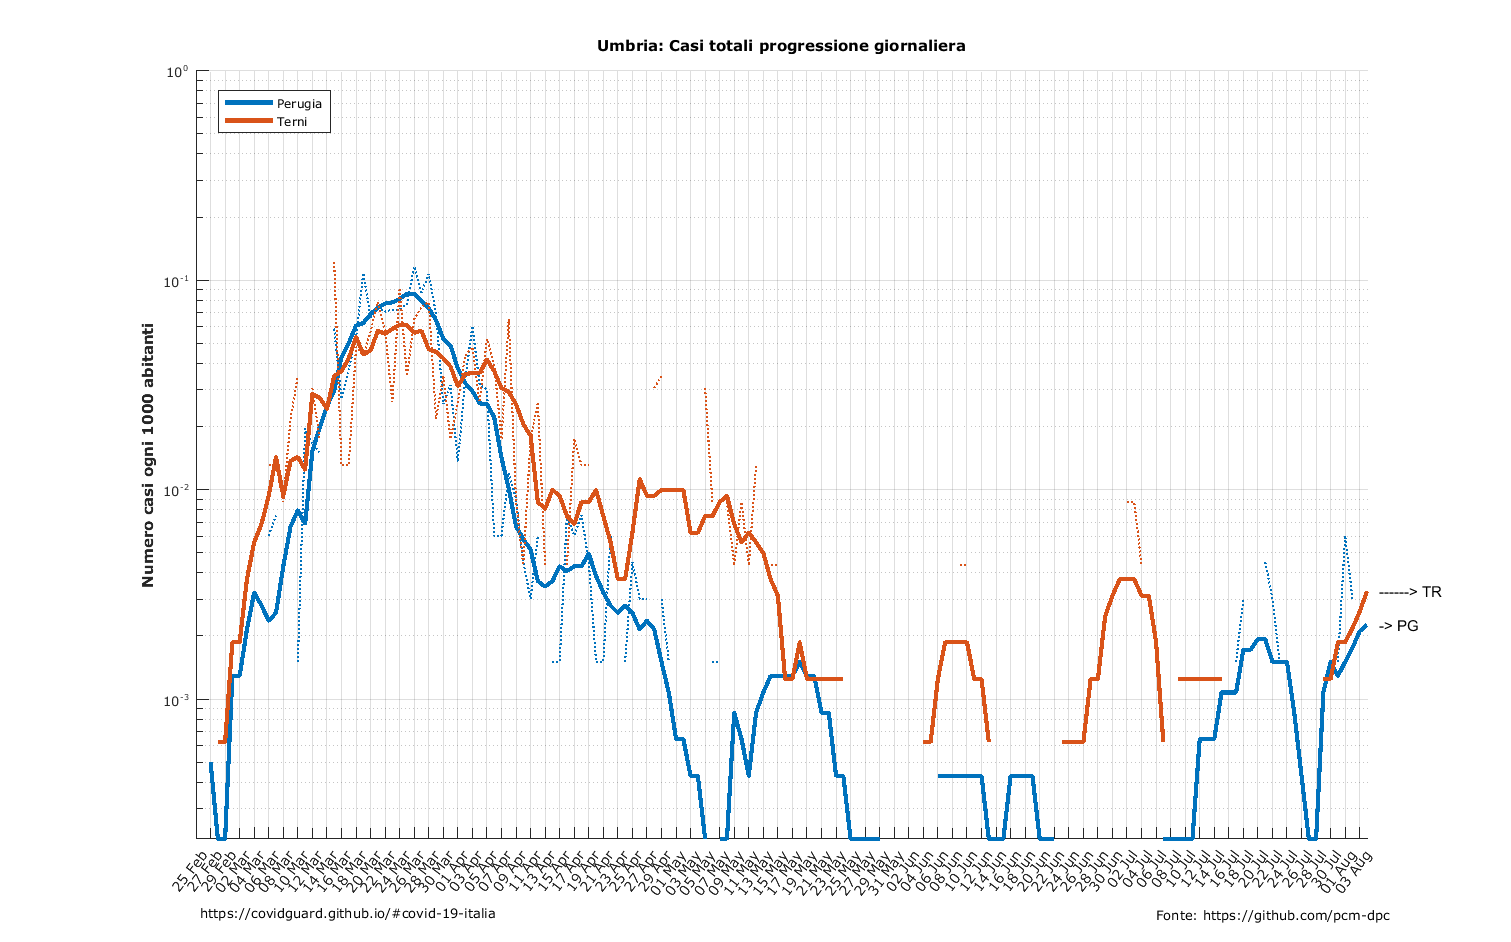 Umbria: Casi totali progressione giornaliera
10⁰
10⁻¹
10⁻²
10⁻³
Numero casi ogni 1000 abitanti
Perugia
Terni
------> TR
-> PG
25 Feb
27 Feb
29 Feb
02 Mar
04 Mar
06 Mar
08 Mar
10 Mar
12 Mar
14 Mar
16 Mar
18 Mar
20 Mar
22 Mar
24 Mar
26 Mar
28 Mar
30 Mar
01 Apr
03 Apr
05 Apr
07 Apr
09 Apr
11 Apr
13 Apr
15 Apr
17 Apr
19 Apr
21 Apr
23 Apr
25 Apr
27 Apr
29 Apr
01 May
03 May
05 May
07 May
09 May
11 May
13 May
15 May
17 May
19 May
21 May
23 May
25 May
27 May
29 May
31 May
02 Jun
04 Jun
06 Jun
08 Jun
10 Jun
12 Jun
14 Jun
16 Jun
18 Jun
20 Jun
22 Jun
24 Jun
26 Jun
28 Jun
30 Jun
02 Jul
04 Jul
06 Jul
08 Jul
10 Jul
12 Jul
14 Jul
16 Jul
18 Jul
20 Jul
22 Jul
24 Jul
26 Jul
28 Jul
30 Jul
01 Aug
03 Aug
https://covidguard.github.io/#covid-19-italia
Fonte: https://github.com/pcm-dpc